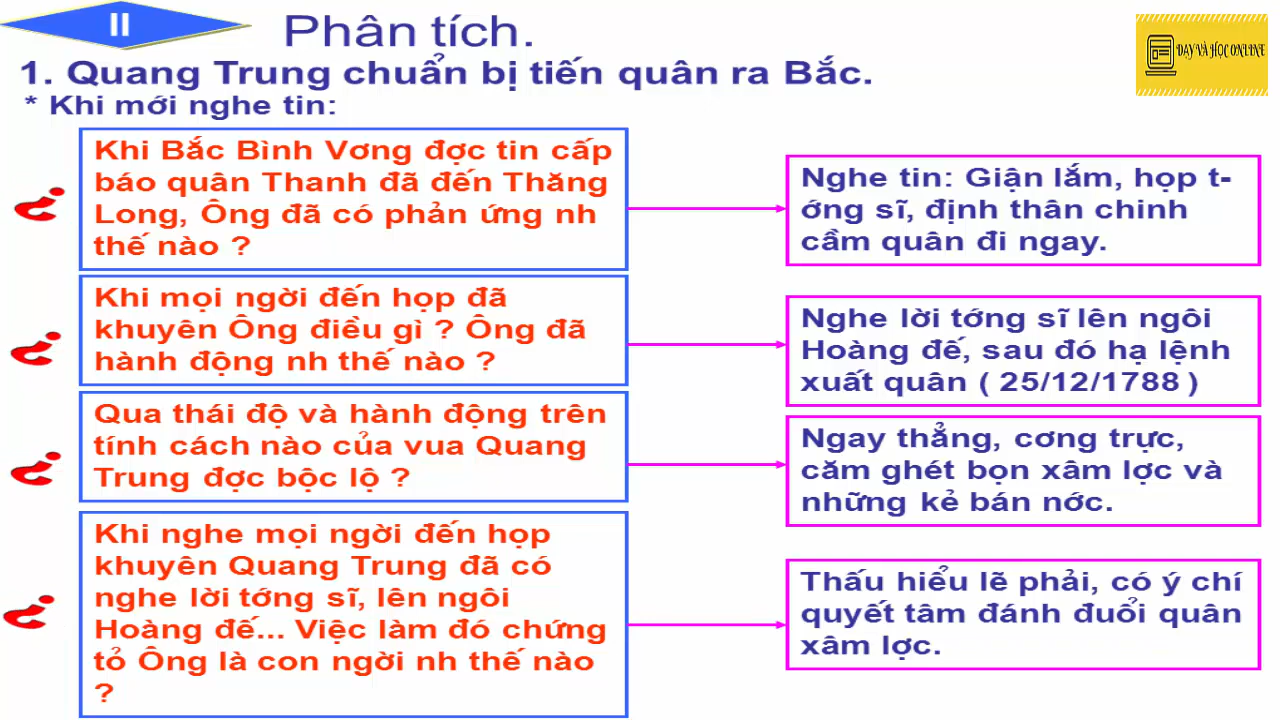 II
Phân tích.
DẠY VÀ HỌC ONLINE
1. Quang Trung chuẩn bị tiến quân ra Bắc.
* Khi mới nghe tin:
Khi Bắc Bình Vơng đợc tin cấp
báo quân Thanh đã đến Thăng
Long, Ông đã có phản ứng nh
thế nào ?
Nghe tin: Giận lắm, họp t-
ớng sĩ, định thân chinh
cầm quân đi ngay.
Khi mọi ngời đến họp đã
khuyên Ông điều gì ? Ông đã
hành động nh thế nào ?
Nghe lời tớng sĩ lên ngôi
Hoàng đế, sau đó hạ lệnh
xuất quân ( 25/12/1788 )
Qua thái độ và hành động trên
tính cách nào của vua Quang
Trung đợc bộc lộ ?
Ngay thẳng, cơng trực,
căm ghét bọn xâm lợc và
những kẻ bán nớc.
Khi nghe mọi ngời đến họp
khuyên Quang Trung đã có
nghe lời tớng sĩ, lên ngôi
Hoàng đế... Việc làm đó chứng
tỏ Ông là con ngời nh thế nào
?
Thấu hiểu lẽ phải, có ý chí
quyết tâm đánh đuổi quân
xâm lợc.